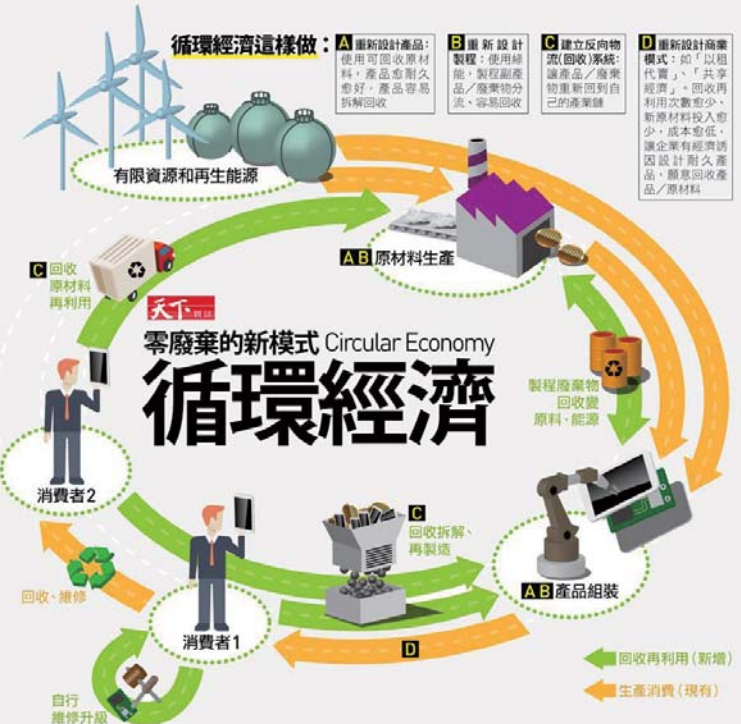 循環經濟這樣做：
A 重新設計產品：
使用可回收原材
料，產品愈耐久
愈好，產品容易
拆解回收
B 重新設計
製程：使用綠
能，製程副產
品／廢棄物分
流、容易回收
C 建立反向物
流(回收)系統：
讓產品／廢棄
物重新回到自
己的產業鏈
D 重新設計商業
模式：如「以租
代賣」、「共享
經濟」。回收再
利用次數愈多、
新原材料投入愈
少，成本愈低，
讓企業有經濟誘
因設計耐久產
品，願意回收產
品／原材料
有限資源和再生能源
AB 原材料生產
C 回收
原材料
再利用
天下雜誌
零廢棄的新模式 Circular Economy
循環經濟
製程廢棄物
回收變
原料、能源
消費者2
C
回收拆解、
再製造
AB 產品組裝
回收、維修
消費者1
D
自行
維修升級
回收再利用(新增)
生產消費(現有)